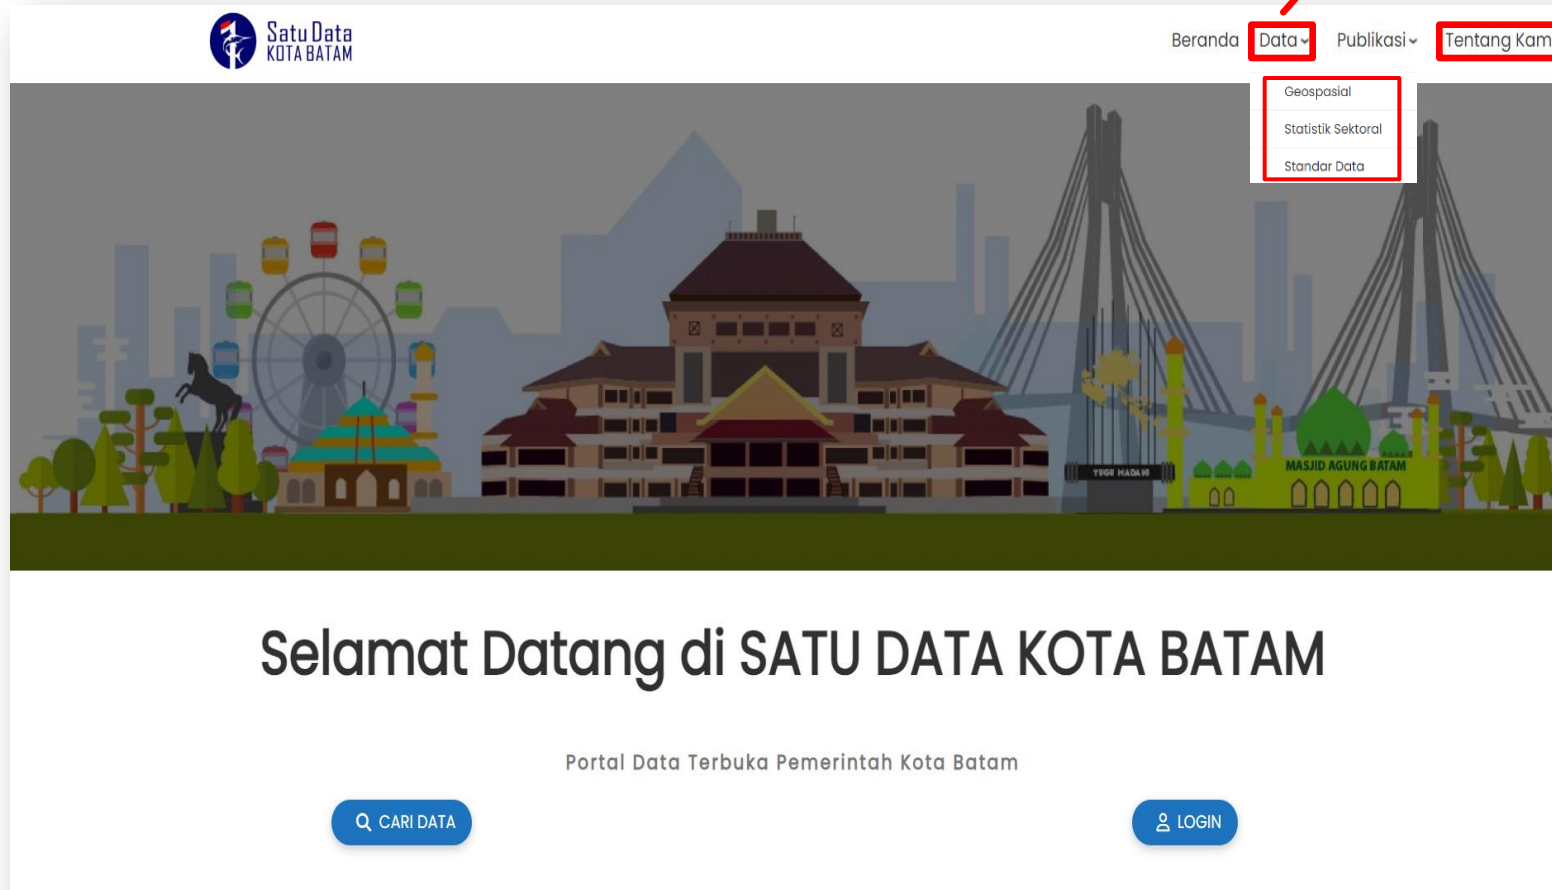 Satu Data
KOTA BATAM
Beranda Data Publikasi Tentang Kam
Geospasial
Statistik Sektoral
Standar Data
TUGU MADANI
MASJID AGUNG BATAM
Selamat Datang di SATU DATA KOTA BATAM
Portal Data Terbuka Pemerintah Kota Batam
CARI DATA
LOGIN